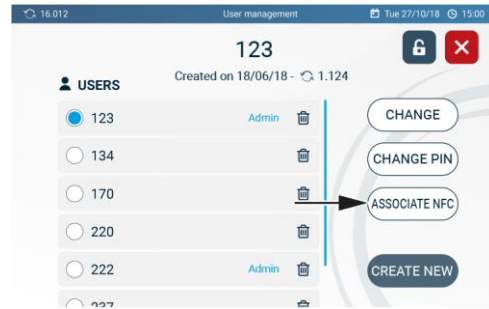 16.012 User management Tue 27/10/18 15:00
123
Created on 18/06/18 - 1.124
USERS
123 Admin
CHANGE
134
CHANGE PIN
170
ASSOCIATE NFC
220
222 Admin
CREATE NEW
237